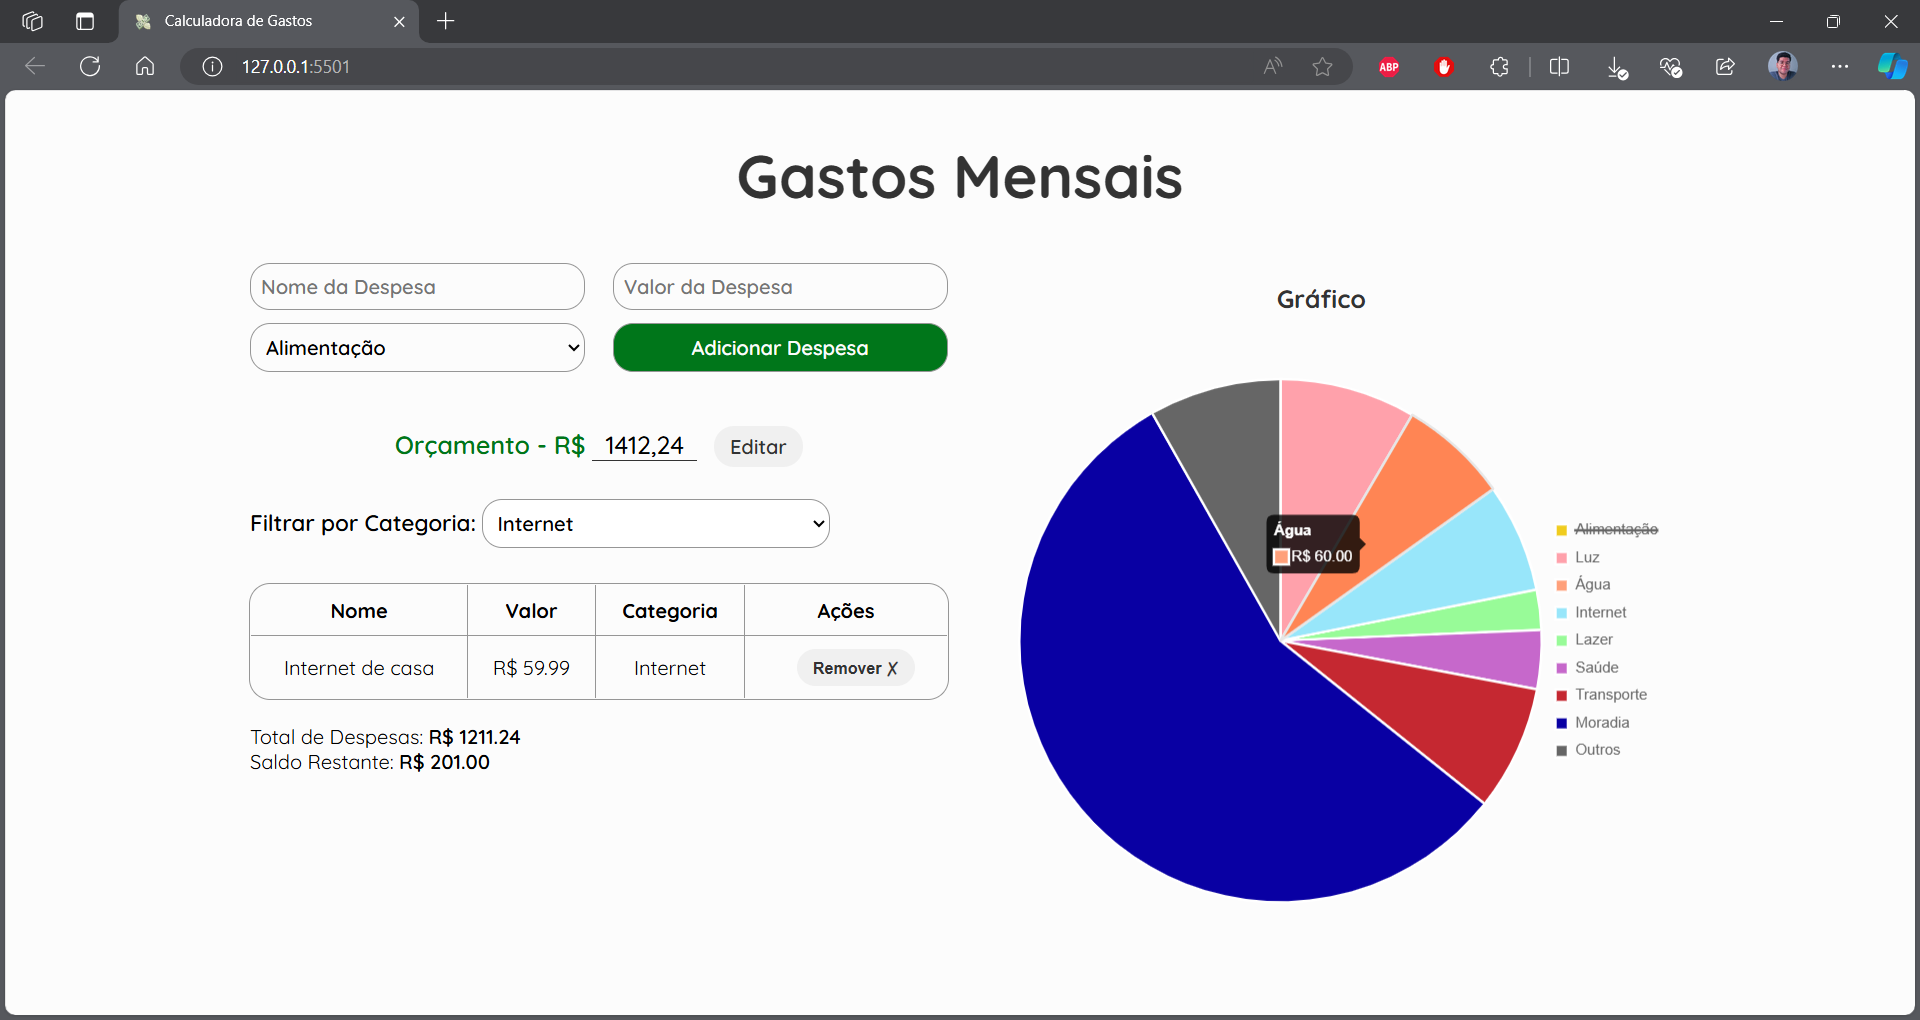 Calculadora de Gastos
127.0.0.1:5501
ABP
Gastos Mensais
Nome da Despesa
Valor da Despesa
Alimentação
Adicionar Despesa
Orçamento - R$ 1412,24 Editar
Filtrar por Categoria: Internet
Nome Valor Categoria Ações
Internet de casa R$ 59.99 Internet Remover X
Total de Despesas: R$ 1211.24
Saldo Restante: R$ 201.00
Gráfico
Água
R$ 60.00
Alimentação
Luz
Água
Internet
Lazer
Saúde
Transporte
Moradia
Outros